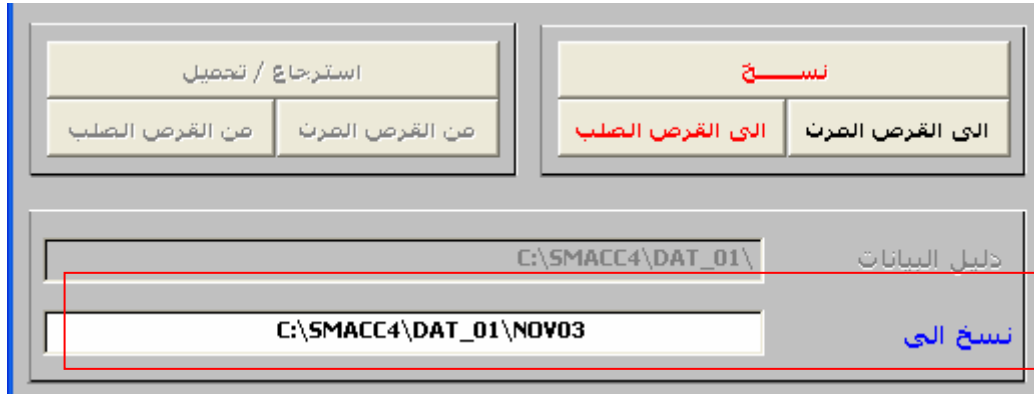 نســـخ
استرجاع / تحميل
الى القرص المرن
الى القرص الصلب
من القرص المرن
من القرص الصلب
دليل البيانات
C:\SMACC4\DAT_01\
نسخ الى
C:\SMACC4\DAT_01\NOV03